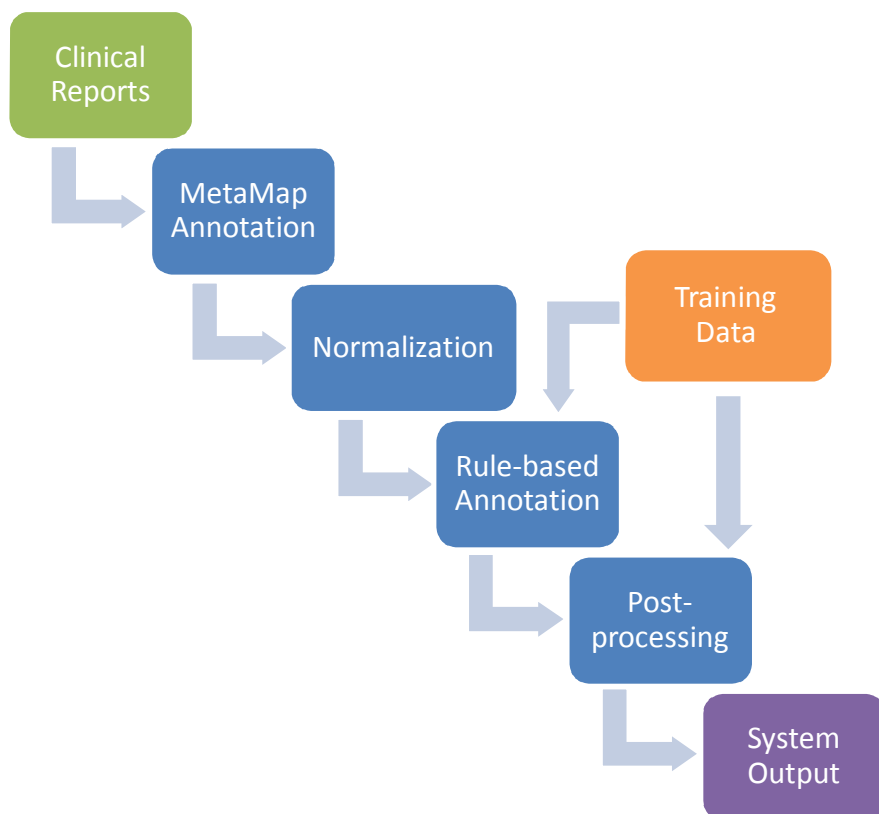 Clinical
Reports
MetaMap
Annotation
Normalization
Training
Data
Rule-based
Annotation
Post-
processing
System
Output